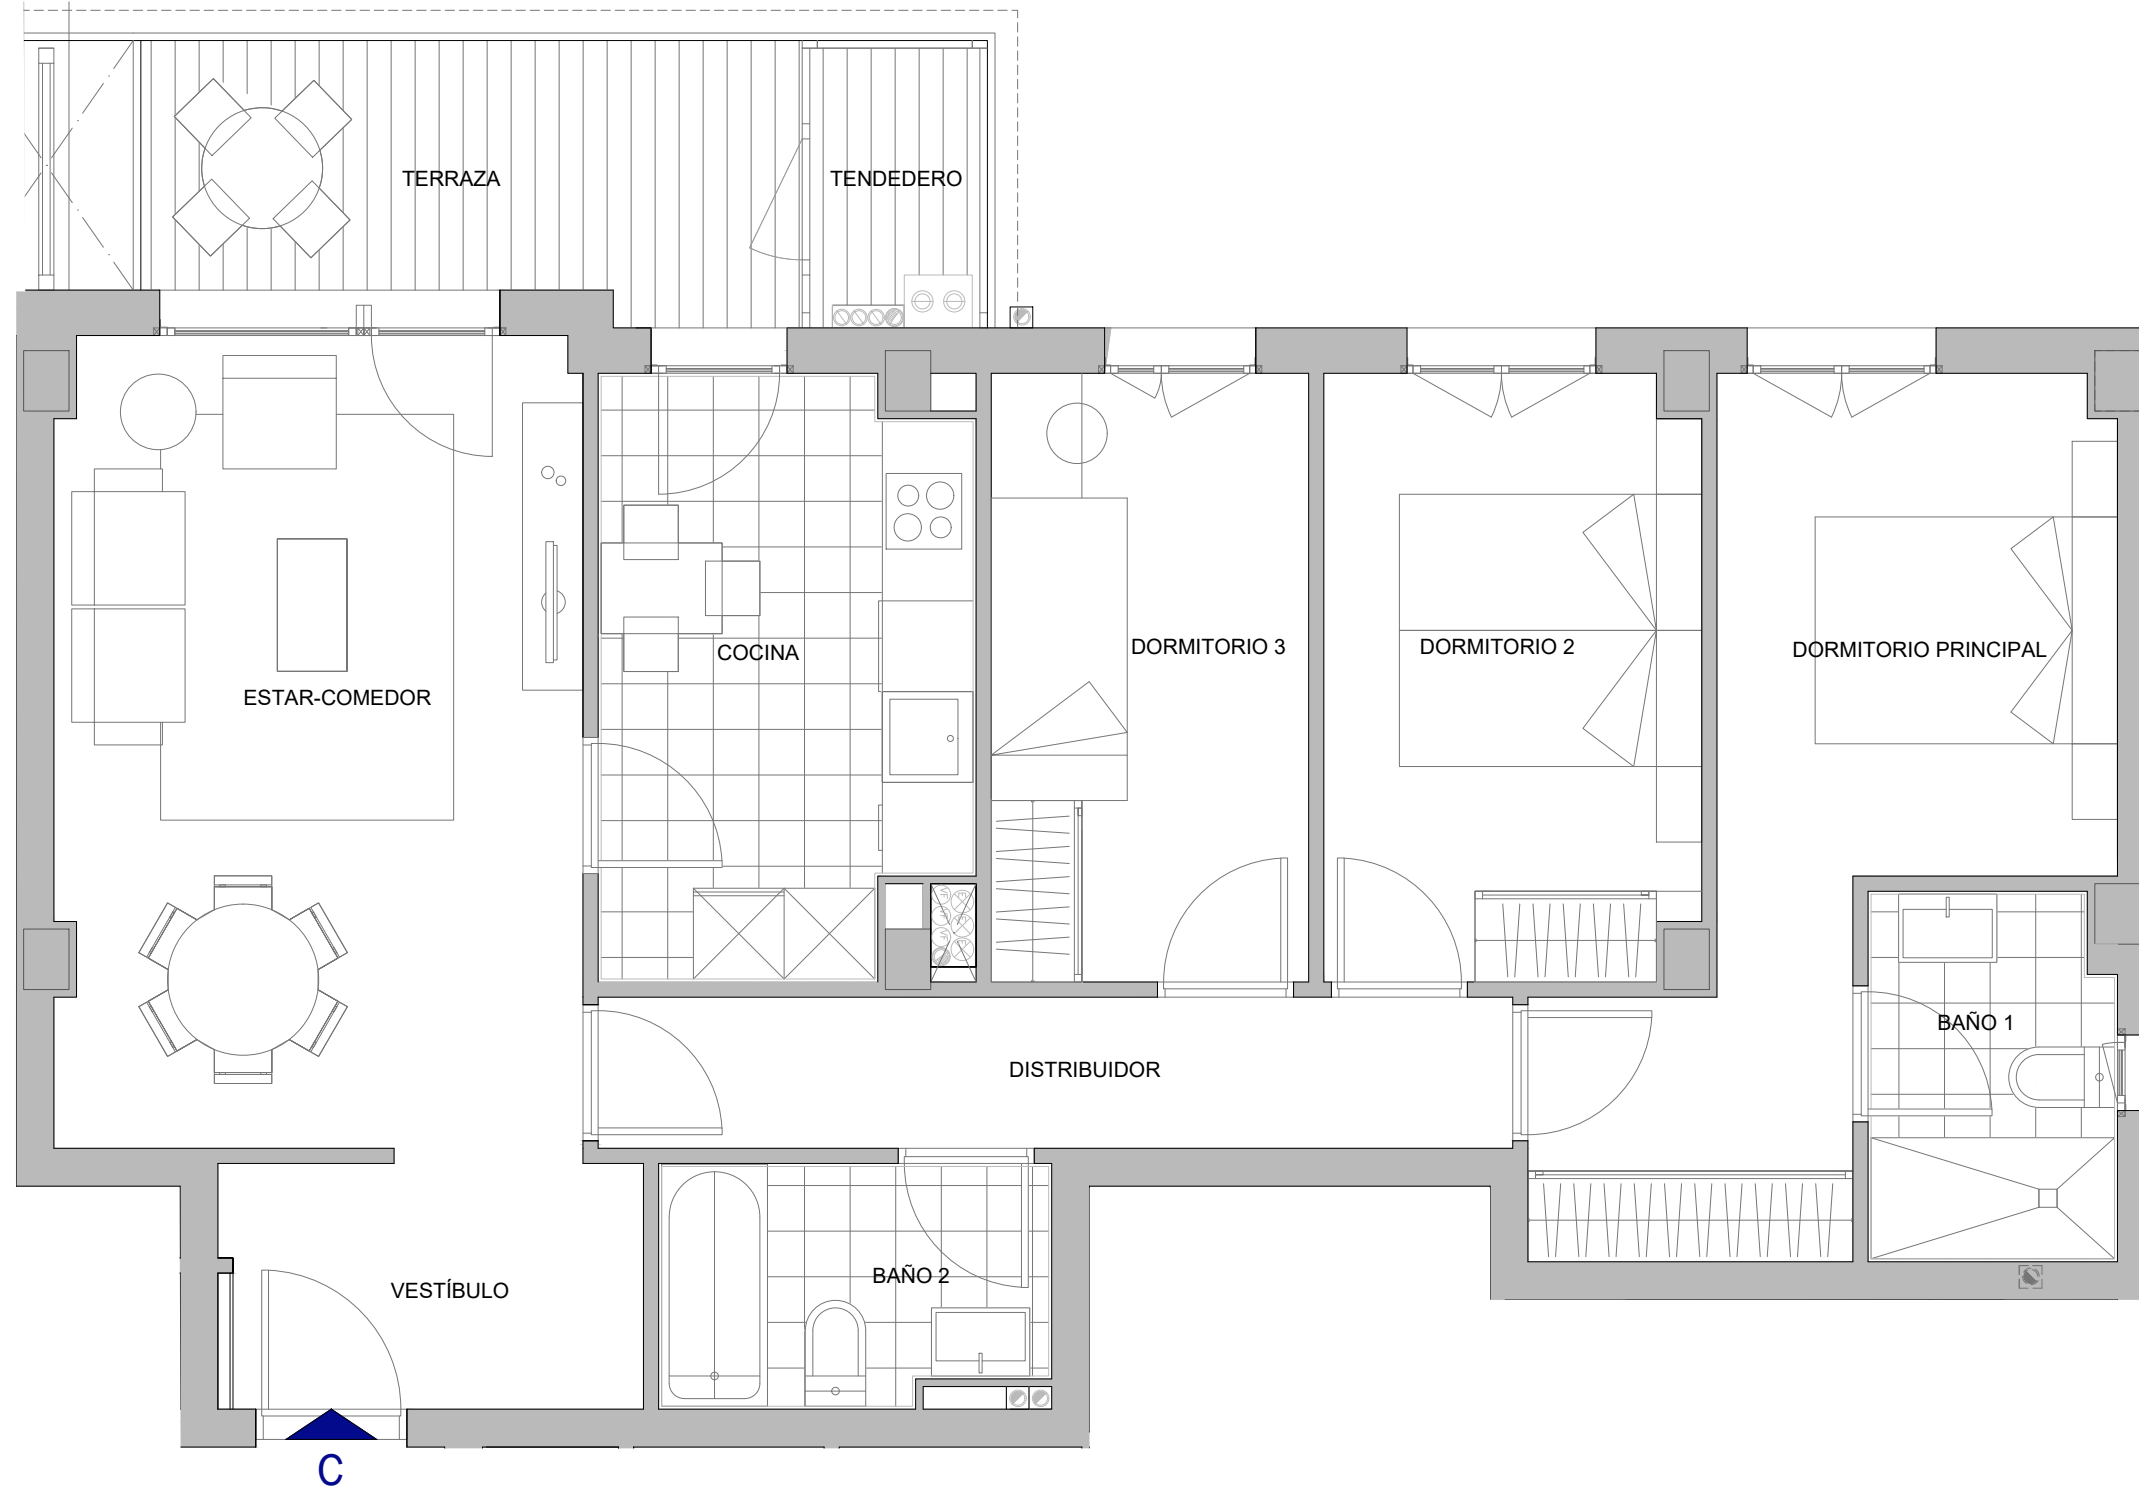 TERRAZA
TENDEDERO
DORMITORIO 3
DORMITORIO 2
DORMITORIO PRINCIPAL
COCINA
ESTAR-COMEDOR
BAÑO 1
DISTRIBUIDOR
BAÑO 2
VESTÍBULO
C